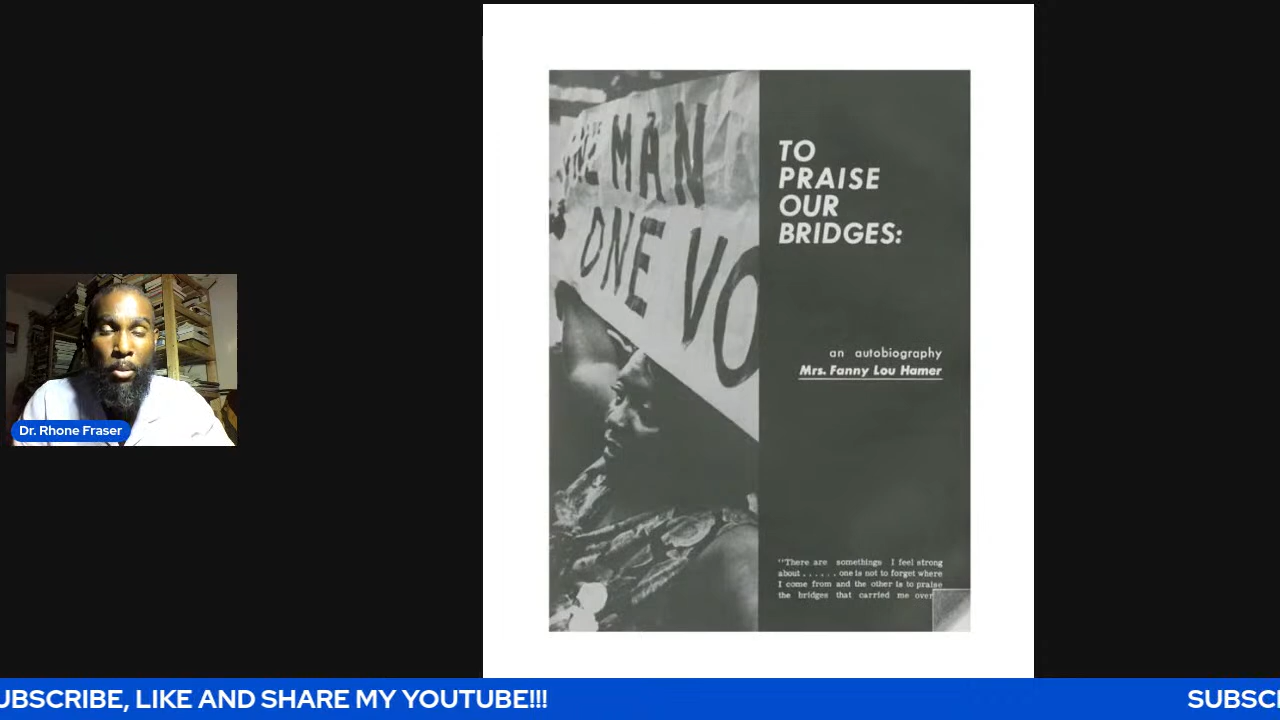 ONE MAN
ONE VO
TO
PRAISE
OUR
BRIDGES:
an autobiography
Mrs. Fanny Lou Hamer
"There are somethings I feel strong
about . . . . . . one is not to forget where
I come from and the other is to praise
the bridges that carried me over
Dr. Rhone Fraser
UBSCRIBE, LIKE AND SHARE MY YOUTUBE!!!
SUBSC